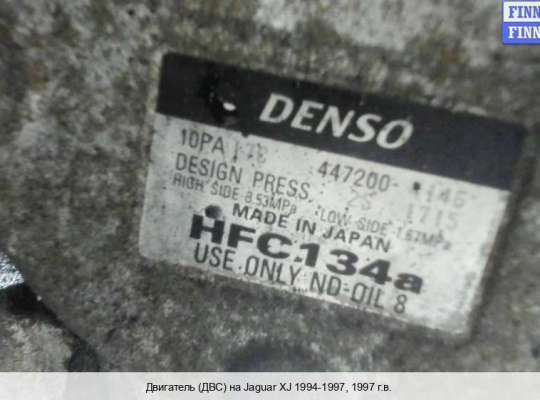 FINN
FINN
DENSO
10PA
447200-
DESIGN PRESS.
HIGH SIDE 3.53MPa LOW SIDE 1.67MPa
MADE IN JAPAN
HFC134a
USE ONLY ND-OIL 8
Двигатель (ДВС) на Jaguar XJ 1994-1997, 1997 г.в.